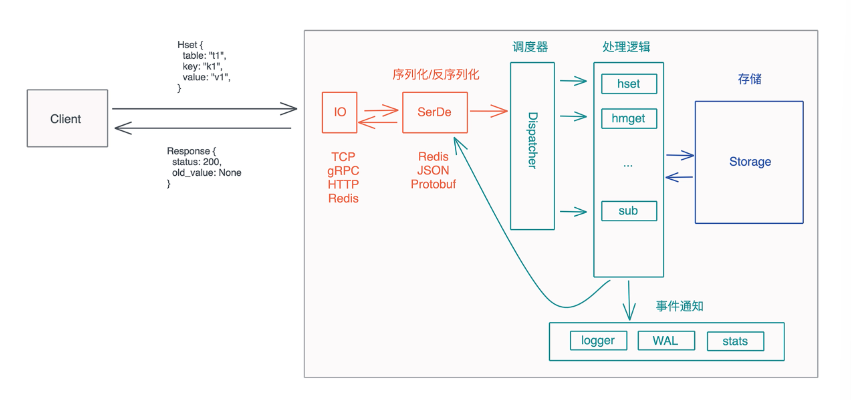 Hset {
table: "t1",
key: "k1",
value: "v1",
}
Client
Response {
status: 200,
old_value: None
}
IO
TCP
gRPC
HTTP
Redis
序列化/反序列化
SerDe
Redis
JSON
Protobuf
调度器
Dispatcher
处理逻辑
hset
hmget
...
sub
存储
Storage
事件通知
logger
WAL
stats